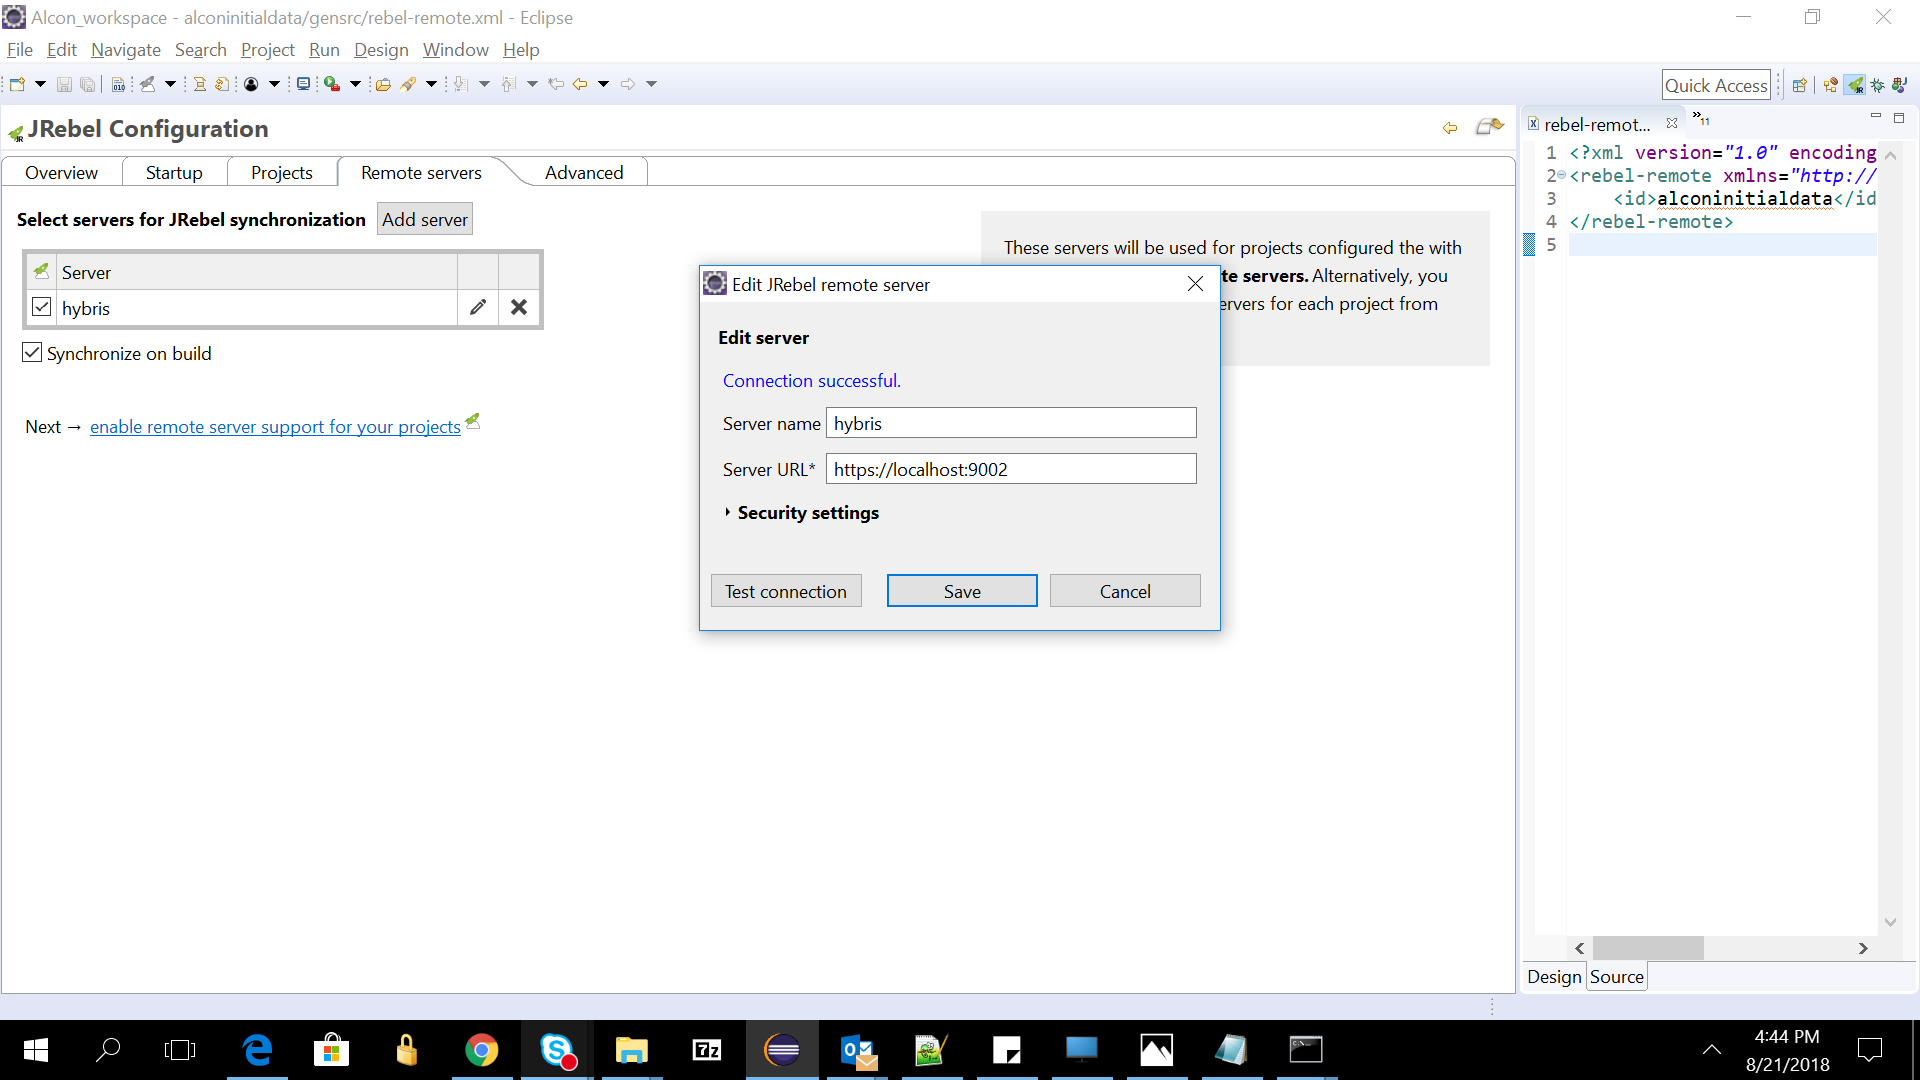 Alcon_workspace - alconinitialdata/gensrc/rebel-remote.xml - Eclipse
File Edit Navigate Search Project Run Design Window Help
Quick Access
JRebel Configuration
Overview Startup Projects Remote servers Advanced
Select servers for JRebel synchronization Add server
Server
hybris
Synchronize on build
Next → enable remote server support for your projects
These servers will be used for projects configured the with
te servers. Alternatively, you
ervers for each project from
Edit JRebel remote server
Edit server
Connection successful.
Server name hybris
Server URL* https://localhost:9002
Security settings
Test connection Save Cancel
rebel-remot... »11
1 <?xml version="1.0" encoding
2 <rebel-remote xmlns="http://
3 <id>alconinitialdata</id
4 </rebel-remote>
5
Design Source
4:44 PM
8/21/2018